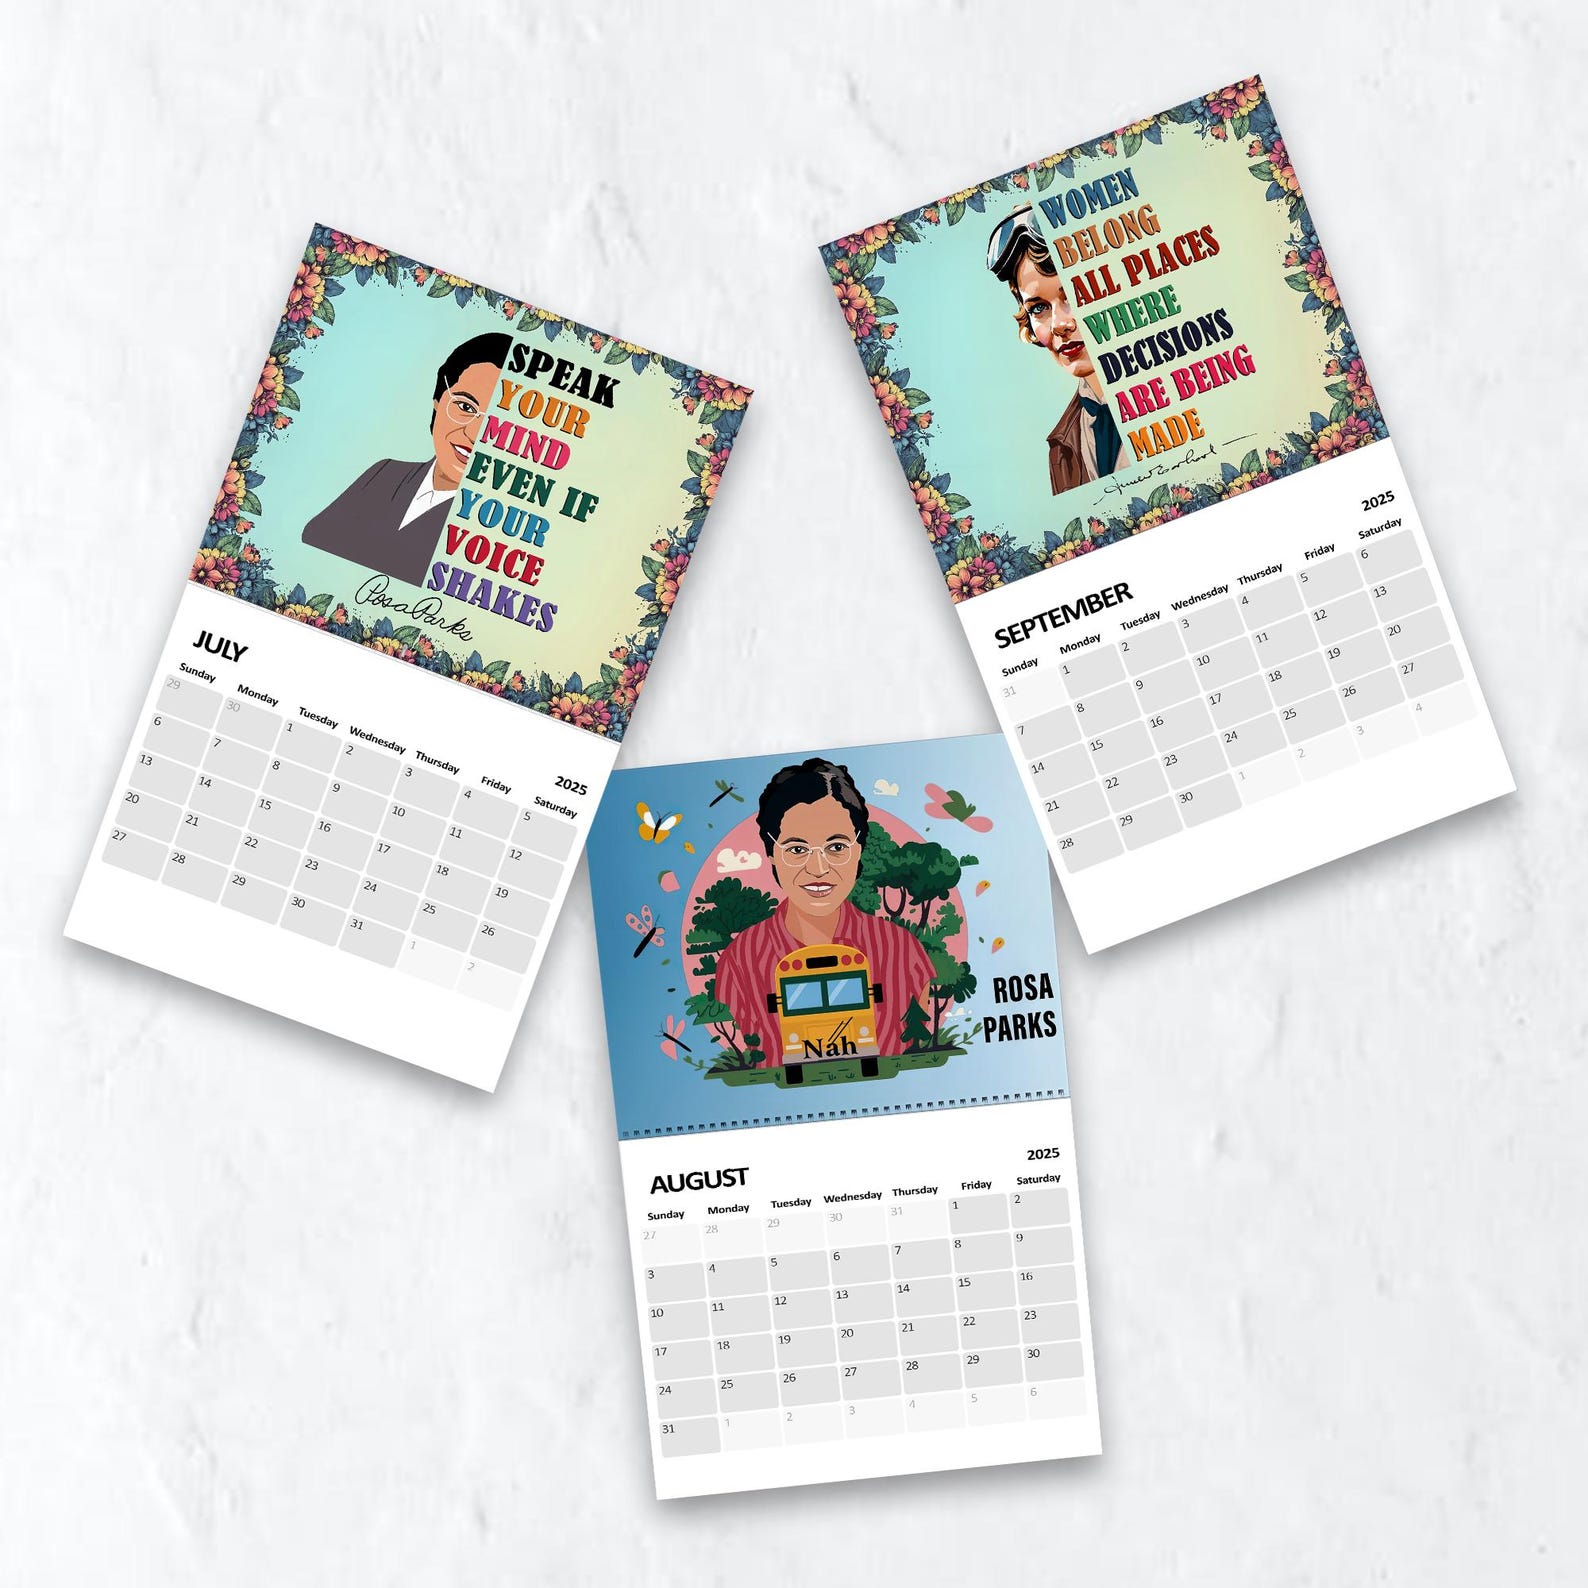 SPEAK
YOUR
MIND
EVEN IF
YOUR
VOICE
SHAKES
Rosa Parks
JULY
2025
Sunday Monday Tuesday Wednesday Thursday Friday Saturday
29 30 1 2 3 4 5
6 7 8 9 10 11 12
13 14 15 16 17 18 19
20 21 22 23 24 25 26
27 28 29 30 31 1 2
WOMEN
BELONG
ALL PLACES
WHERE
DECISIONS
ARE BEING
MADE
2025
SEPTEMBER
Sunday Monday Tuesday Wednesday Thursday Friday Saturday
31 1 2 3 4 5 6
7 8 9 10 11 12 13
14 15 16 17 18 19 20
21 22 23 24 25 26 27
28 29 30 1 2 3 4
ROSA
PARKS
Nah
AUGUST
2025
Sunday Monday Tuesday Wednesday Thursday Friday Saturday
27 28 29 30 31 1 2
3 4 5 6 7 8 9
10 11 12 13 14 15 16
17 18 19 20 21 22 23
24 25 26 27 28 29 30
31 1 2 3 4 5 6